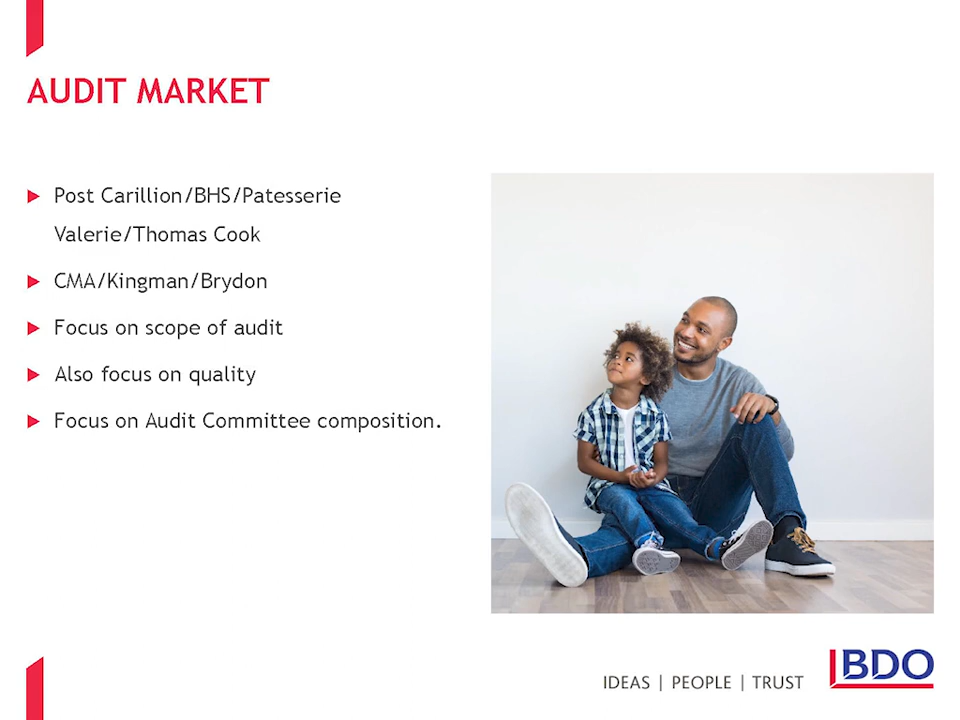 AUDIT MARKET
Post Carillion/BHS/Patesserie
Valerie/Thomas Cook
CMA/Kingman/Brydon
Focus on scope of audit
Also focus on quality
Focus on Audit Committee composition.
IDEAS | PEOPLE | TRUST
BDO